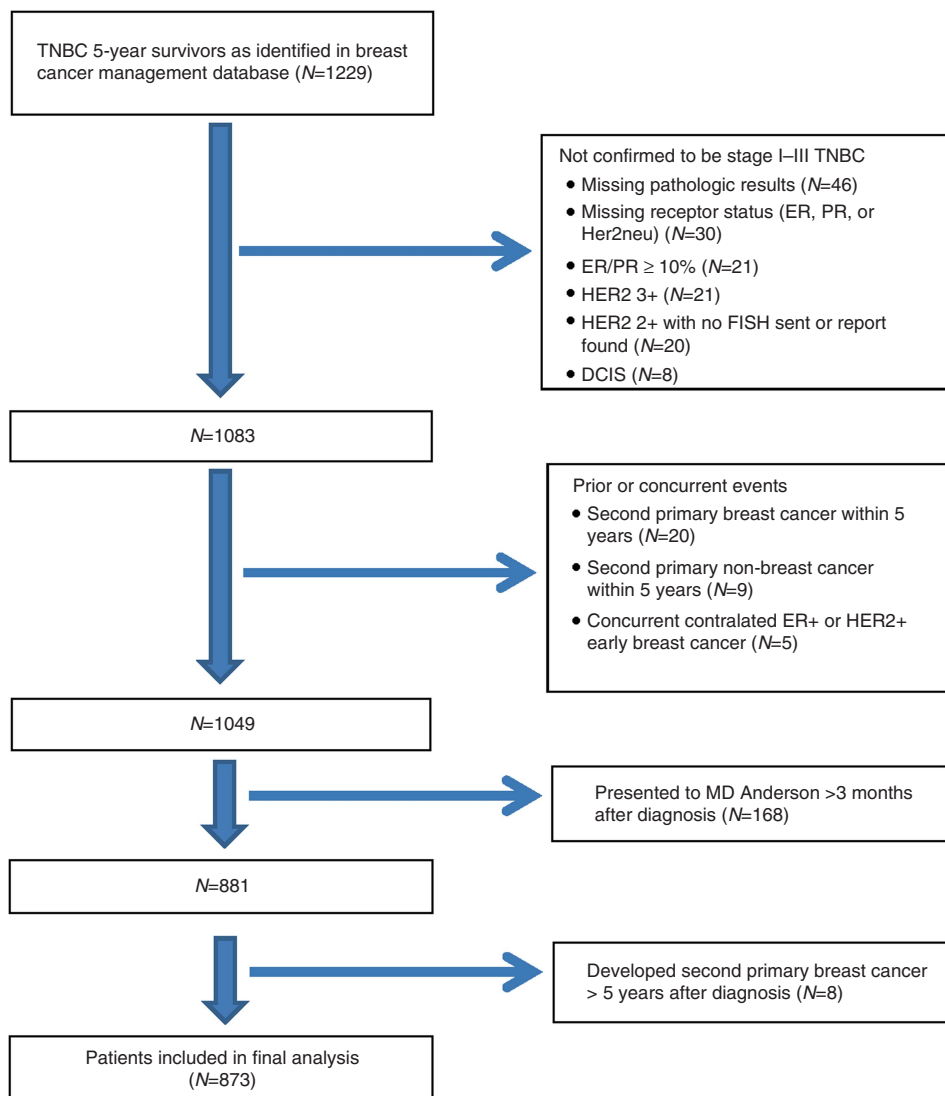 TNBC 5-year survivors as identified in breast
cancer management database (N=1229)
Not confirmed to be stage I–III TNBC
• Missing pathologic results (N=46)
• Missing receptor status (ER, PR, or
Her2neu) (N=30)
• ER/PR ≥ 10% (N=21)
• HER2 3+ (N=21)
• HER2 2+ with no FISH sent or report
found (N=20)
• DCIS (N=8)
N=1083
Prior or concurrent events
• Second primary breast cancer within 5
years (N=20)
• Second primary non-breast cancer
within 5 years (N=9)
• Concurrent contralated ER+ or HER2+
early breast cancer (N=5)
N=1049
Presented to MD Anderson >3 months
after diagnosis (N=168)
N=881
Developed second primary breast cancer
> 5 years after diagnosis (N=8)
Patients included in final analysis
(N=873)